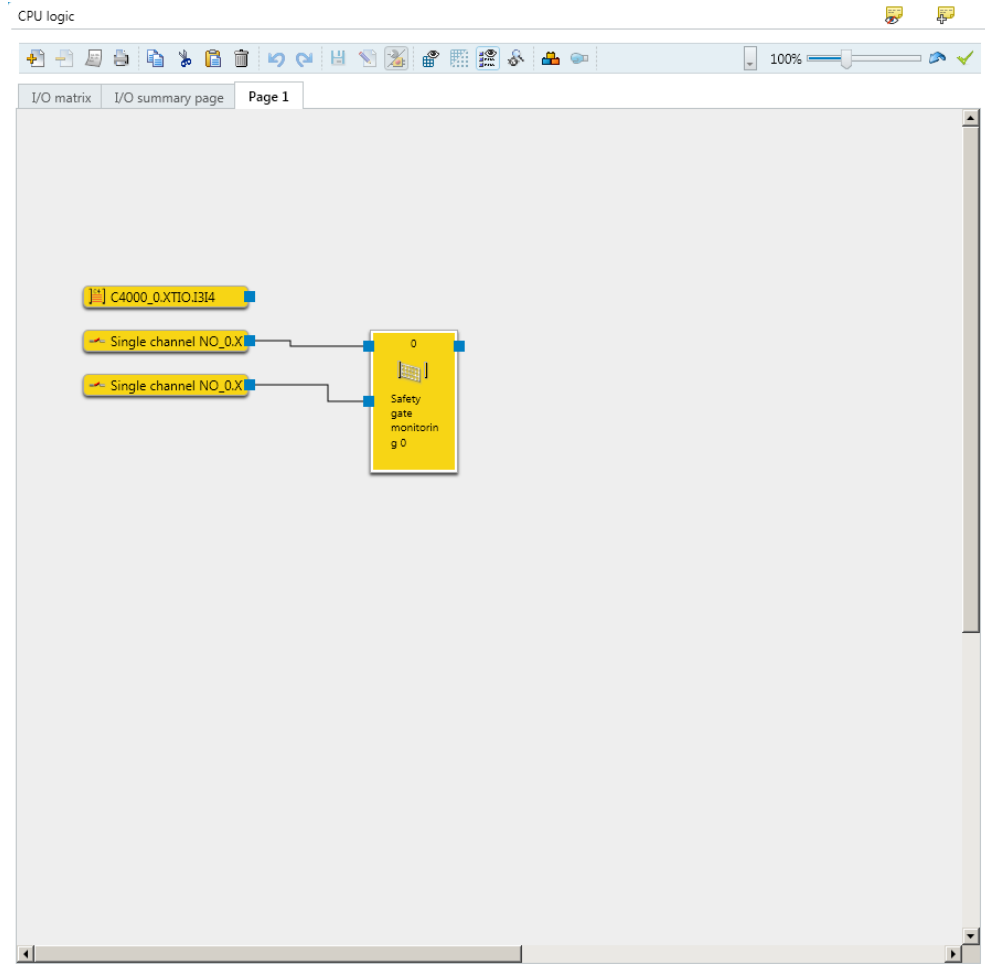 CPU logic
100%
I/O matrix I/O summary page Page 1
C4000_0.XTIO.I3I4
Single channel NO_0.X
0
Single channel NO_0.X
Safety
gate
monitorin
g 0